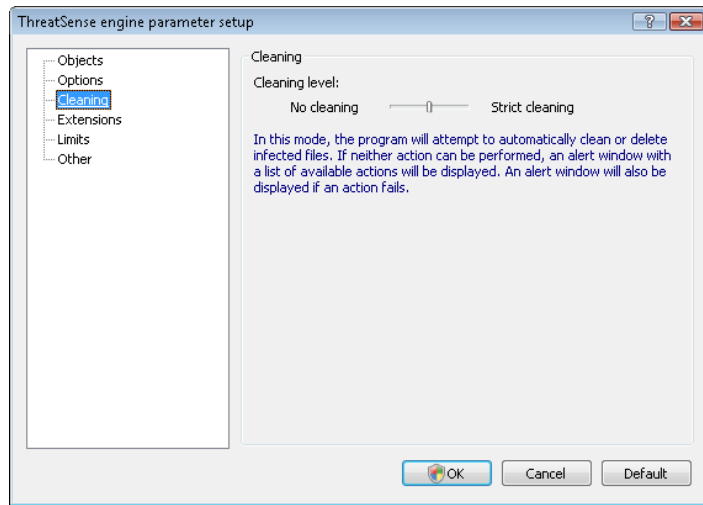 ThreatSense engine parameter setup
Objects
Options
Cleaning
Extensions
Limits
Other
Cleaning
Cleaning level:
No cleaning Strict cleaning
In this mode, the program will attempt to automatically clean or delete
infected files. If neither action can be performed, an alert window with
a list of available actions will be displayed. An alert window will also be
displayed if an action fails.
OK Cancel Default